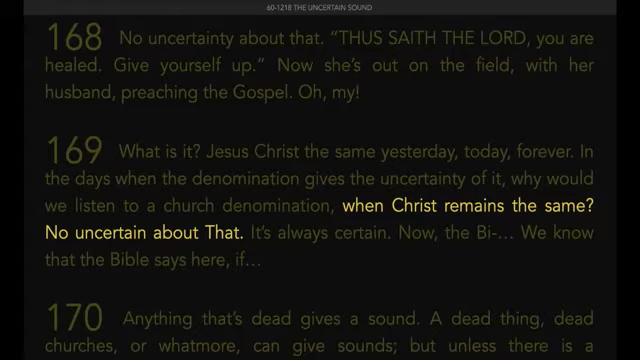 60-1218 THE UNCERTAIN SOUND
168 No uncertainty about that. “THUS SAITH THE LORD, you are
healed. Give yourself up.” Now she’s out on the field, with her
husband, preaching the Gospel. Oh, my!
169 What is it? Jesus Christ the same yesterday, today, forever. In
the days when the denomination gives the uncertainty of it, why would
we listen to a church denomination, when Christ remains the same?
No uncertain about That. It’s always certain. Now, the Bi-… We know
that the Bible says here, if…
170 Anything that’s dead gives a sound. A dead thing, dead
churches, or whatmore, can give sounds; but unless there is a